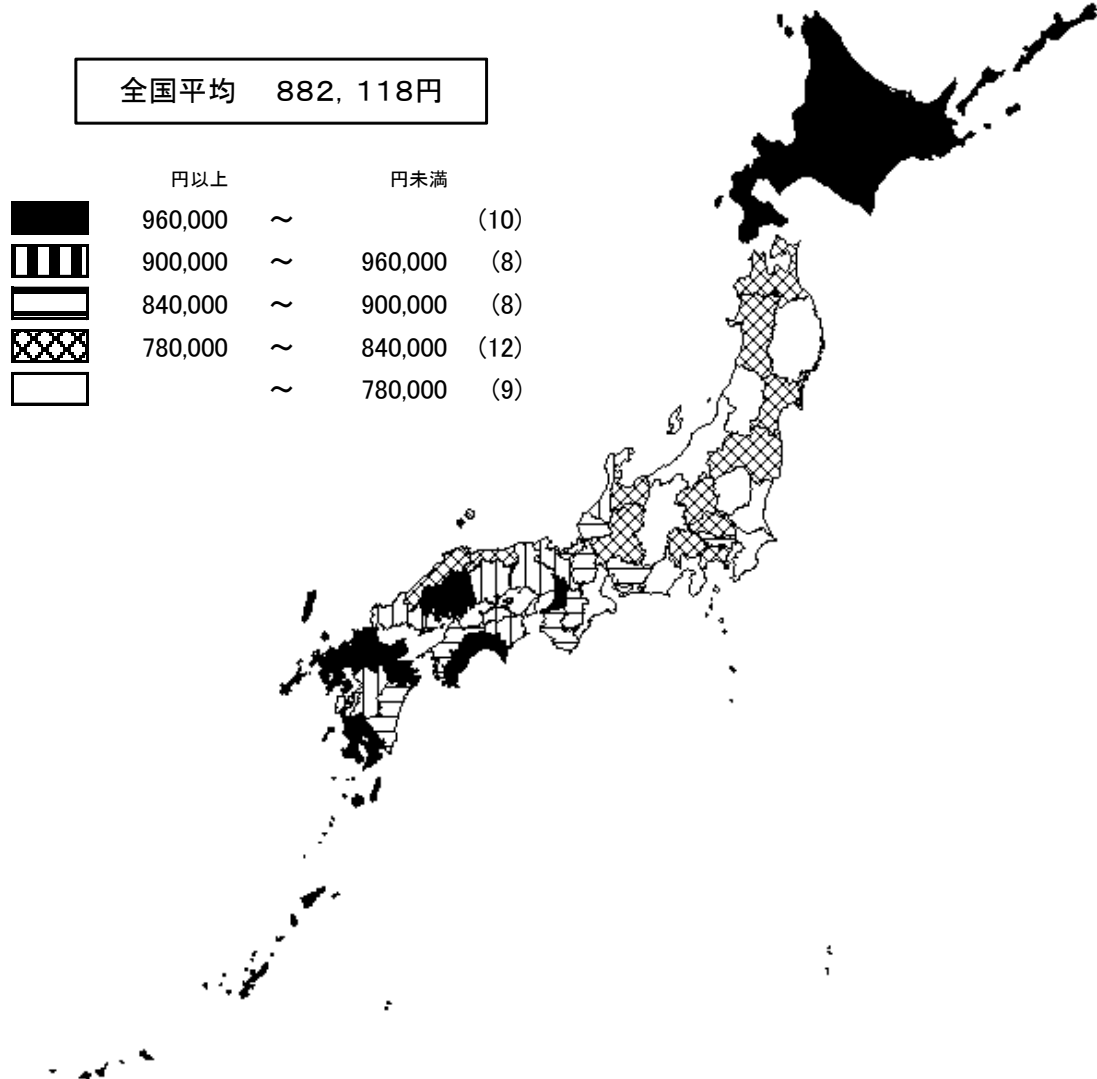 全国平均　882，118円
円以上　円未満
960,000　～　(10)
900,000　～　960,000　(8)
840,000　～　900,000　(8)
780,000　～　840,000　(12)
～　780,000　(9)